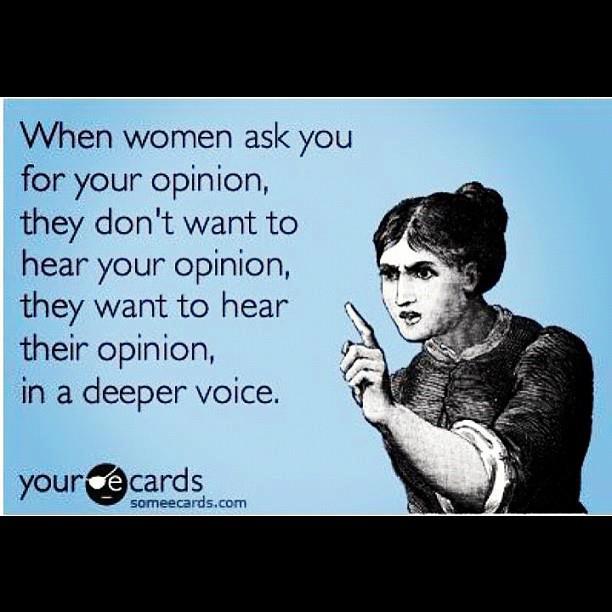 When women ask you
for your opinion,
they don't want to
hear your opinion,
they want to hear
their opinion,
in a deeper voice.
your e cards
someecards.com